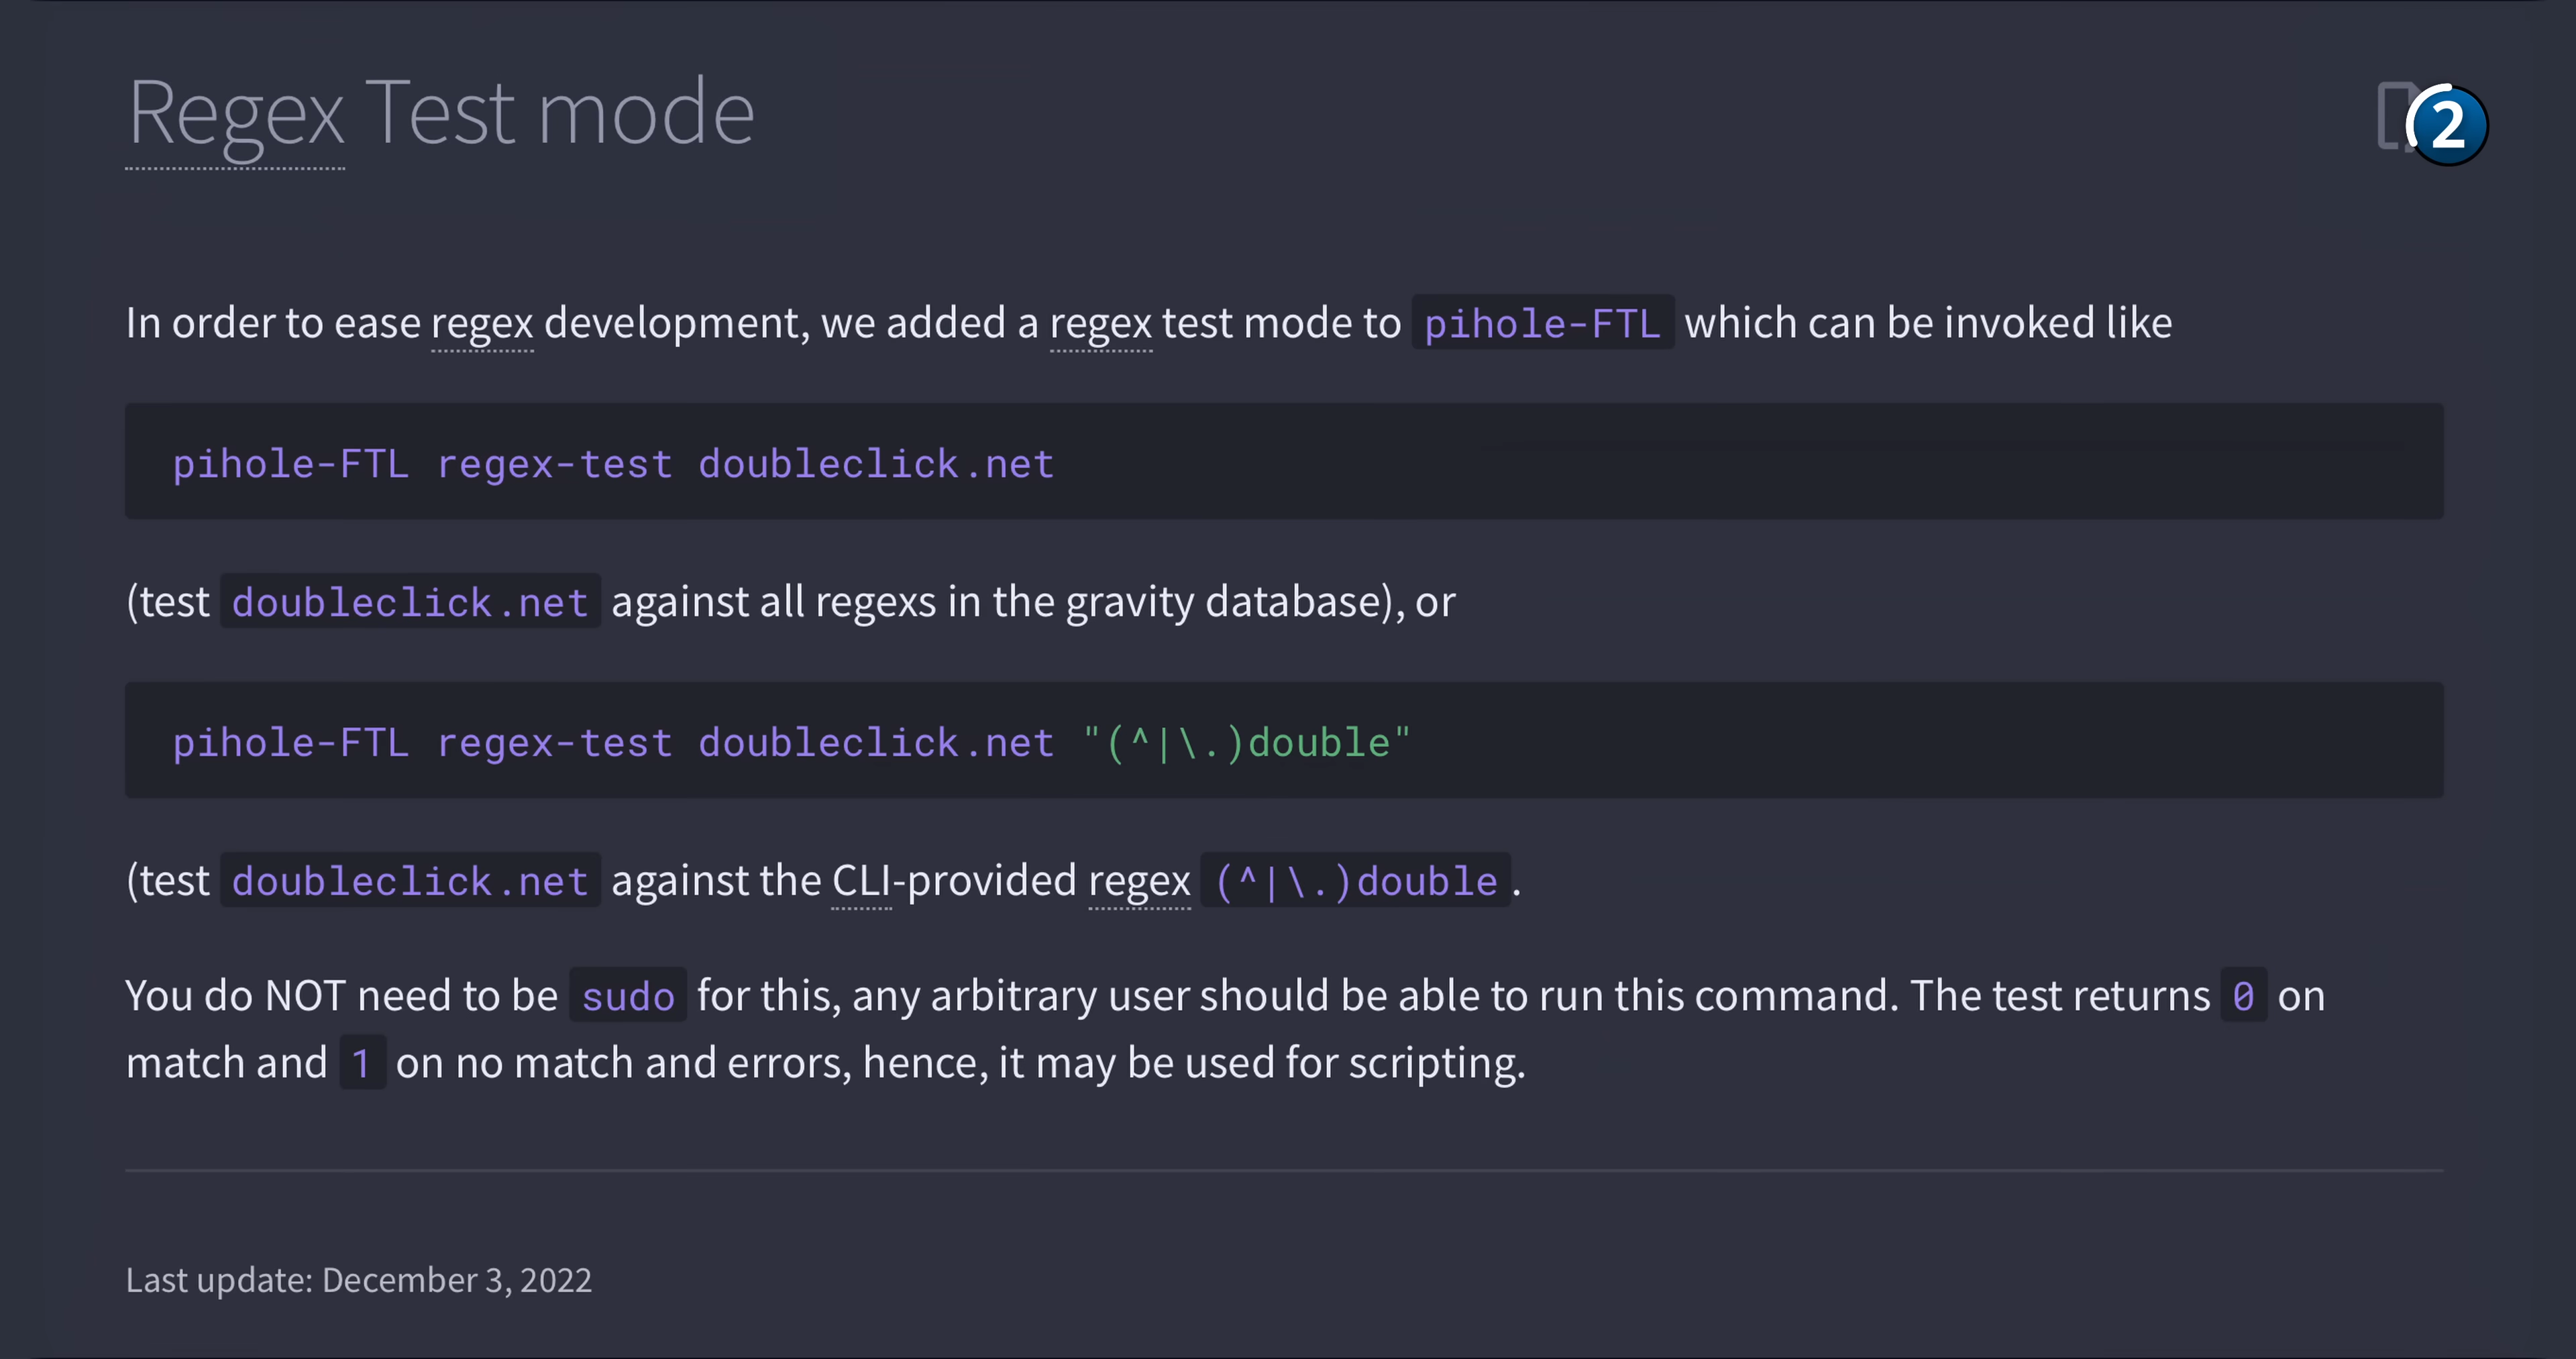 Regex Test mode
2
In order to ease regex development, we added a regex test mode to pihole-FTL which can be invoked like
pihole-FTL regex-test doubleclick.net
(test doubleclick.net against all regexs in the gravity database), or
pihole-FTL regex-test doubleclick.net "(^|\.)double"
(test doubleclick.net against the CLI-provided regex (^|\.)double.
You do NOT need to be sudo for this, any arbitrary user should be able to run this command. The test returns 0 on
match and 1 on no match and errors, hence, it may be used for scripting.
Last update: December 3, 2022